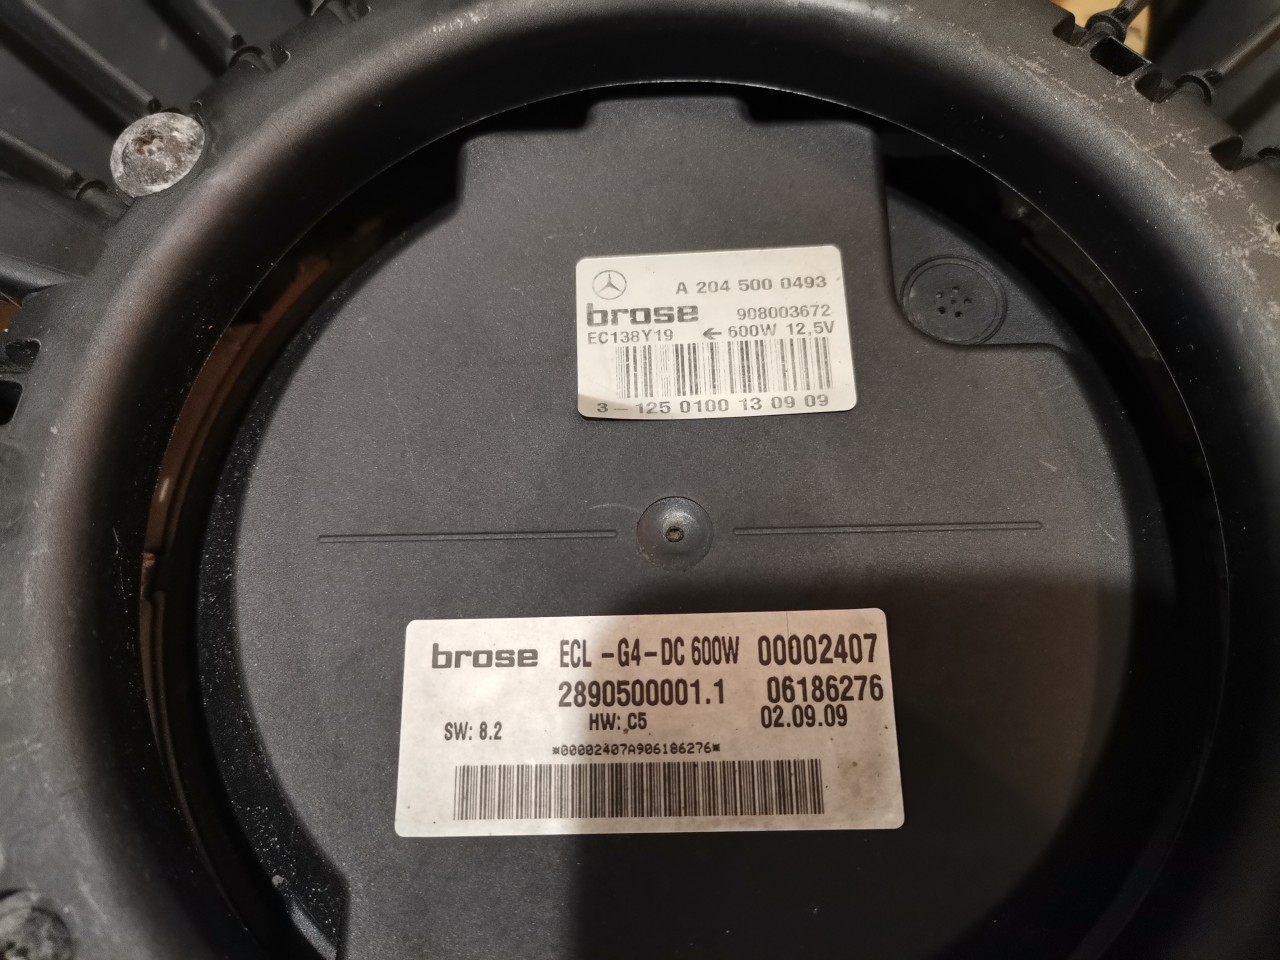 A 204 500 0493
brose 908003672
EC138Y19 ← 600W 12,5V
3- 125 0100 13 09 09
brose ECL -G4-DC 600W 00002407
2890500001.1 06186276
SW: 8.2 HW: C5 02.09.09
*00002407A906186276*